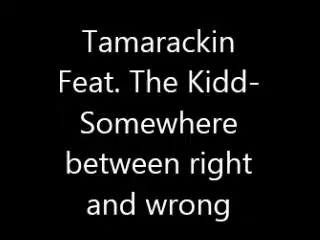 Tamarackin
Feat. The Kidd-
Somewhere
between right
and wrong